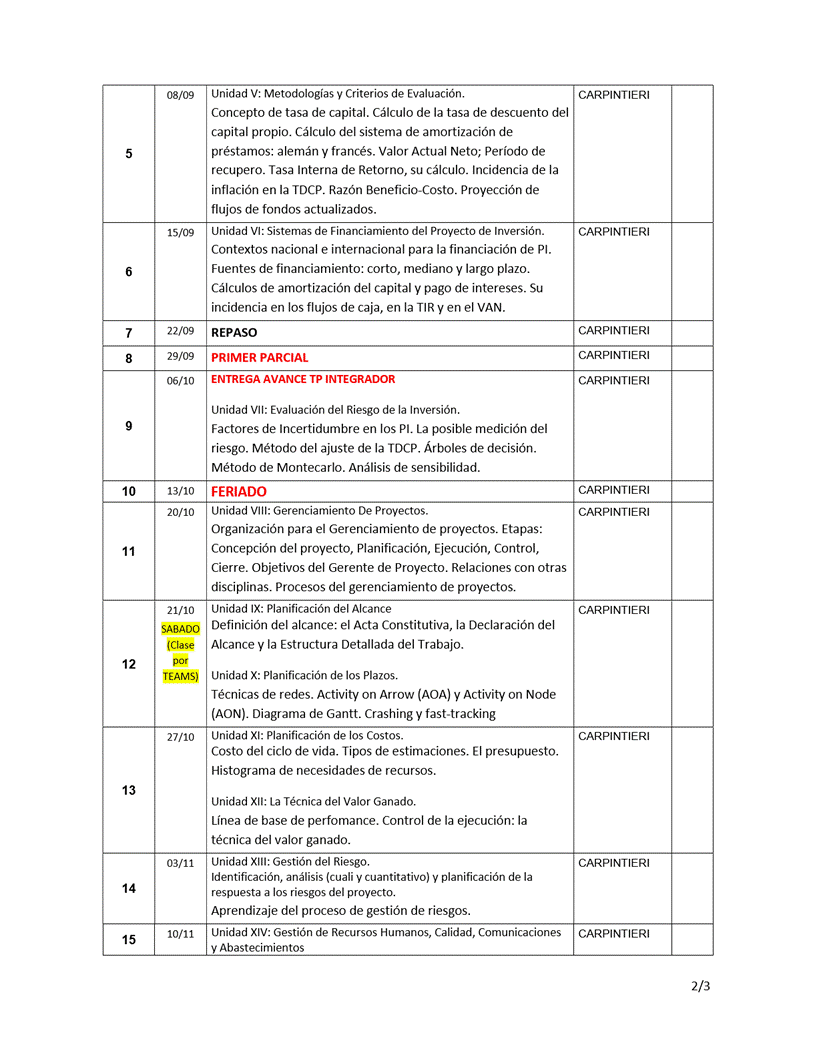 5
08/09
Unidad V: Metodologías y Criterios de Evaluación.
Concepto de tasa de capital. Cálculo de la tasa de descuento del
capital propio. Cálculo del sistema de amortización de
préstamos: alemán y francés. Valor Actual Neto; Período de
recupero. Tasa Interna de Retorno, su cálculo. Incidencia de la
inflación en la TDCP. Razón Beneficio-Costo. Proyección de
flujos de fondos actualizados.
CARPINTIERI
6
15/09
Unidad VI: Sistemas de Financiamiento del Proyecto de Inversión.
Contextos nacional e internacional para la financiación de PI.
Fuentes de financiamiento: corto, mediano y largo plazo.
Cálculos de amortización del capital y pago de intereses. Su
incidencia en los flujos de caja, en la TIR y en el VAN.
CARPINTIERI
7
22/09
REPASO
CARPINTIERI
8
29/09
PRIMER PARCIAL
CARPINTIERI
9
06/10
ENTREGA AVANCE TP INTEGRADOR
Unidad VII: Evaluación del Riesgo de la Inversión.
Factores de Incertidumbre en los PI. La posible medición del
riesgo. Método del ajuste de la TDCP. Árboles de decisión.
Método de Montecarlo. Análisis de sensibilidad.
CARPINTIERI
10
13/10
FERIADO
CARPINTIERI
11
20/10
Unidad VIII: Gerenciamiento De Proyectos.
Organización para el Gerenciamiento de proyectos. Etapas:
Concepción del proyecto, Planificación, Ejecución, Control,
Cierre. Objetivos del Gerente de Proyecto. Relaciones con otras
disciplinas. Procesos del gerenciamiento de proyectos.
CARPINTIERI
12
21/10
SABADO
(Clase
por
TEAMS)
Unidad IX: Planificación del Alcance
Definición del alcance: el Acta Constitutiva, la Declaración del
Alcance y la Estructura Detallada del Trabajo.
Unidad X: Planificación de los Plazos.
Técnicas de redes. Activity on Arrow (AOA) y Activity on Node
(AON). Diagrama de Gantt. Crashing y fast-tracking
CARPINTIERI
13
27/10
Unidad XI: Planificación de los Costos.
Costo del ciclo de vida. Tipos de estimaciones. El presupuesto.
Histograma de necesidades de recursos.
Unidad XII: La Técnica del Valor Ganado.
Línea de base de perfomance. Control de la ejecución: la
técnica del valor ganado.
CARPINTIERI
14
03/11
Unidad XIII: Gestión del Riesgo.
Identificación, análisis (cuali y cuantitativo) y planificación de la
respuesta a los riesgos del proyecto.
Aprendizaje del proceso de gestión de riesgos.
CARPINTIERI
15
10/11
Unidad XIV: Gestión de Recursos Humanos, Calidad, Comunicaciones
y Abastecimientos
CARPINTIERI
2/3